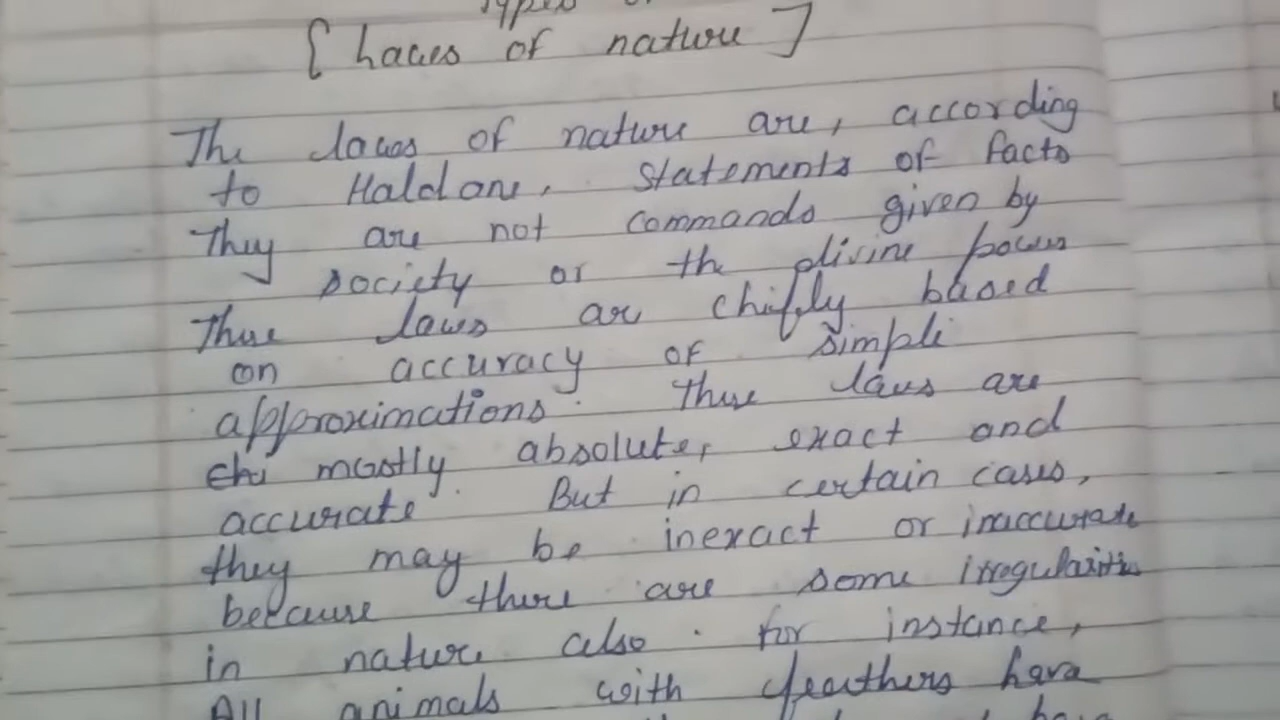 Types
[ Laws of nature ]
The laws of nature are, according
to Haldane, statements of facts
They are not commands given by
society or the divine power
These laws are chiefly based
on accuracy of simple
approximations. These laws are
mostly absolute, exact and
accurate. But in certain cases,
they may be inexact or inaccurate
because there are some irregularities
in nature also. For instance,
All animals with feathers have
have